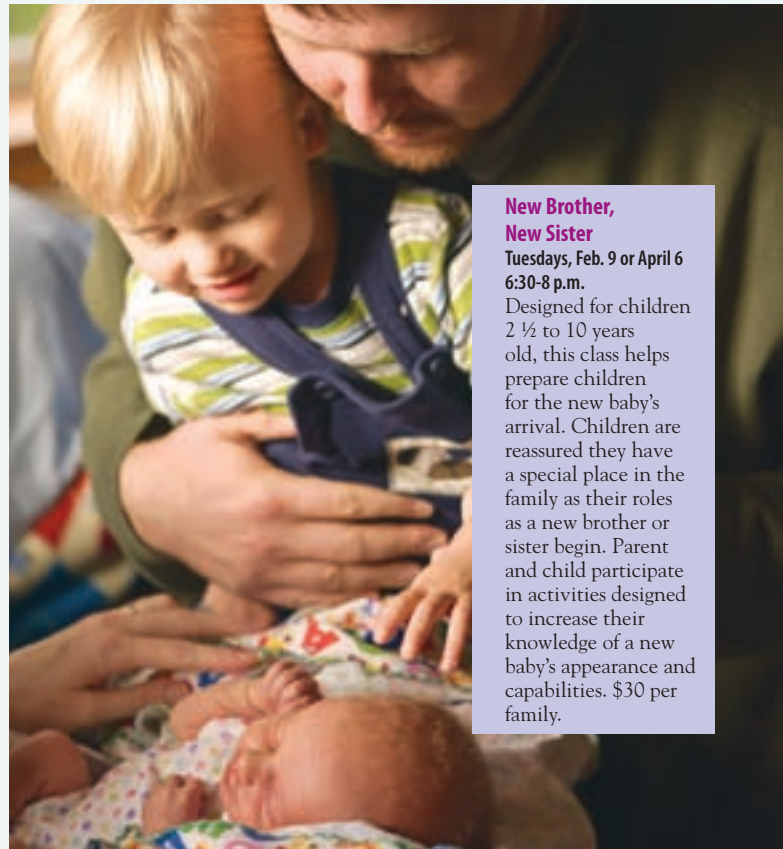 New Brother,
New Sister
Tuesdays, Feb. 9 or April 6
6:30-8 p.m.
Designed for children
2 ½ to 10 years
old, this class helps
prepare children
for the new baby’s
arrival. Children are
reassured they have
a special place in the
family as their roles
as a new brother or
sister begin. Parent
and child participate
in activities designed
to increase their
knowledge of a new
baby’s appearance and
capabilities. $30 per
family.